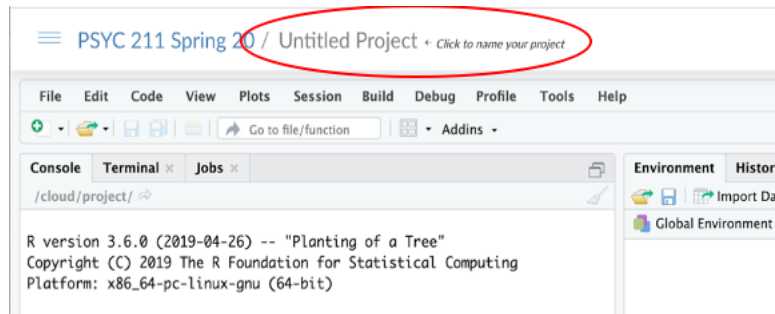 PSYC 211 Spring 20 / Untitled Project ← Click to name your project
File Edit Code View Plots Session Build Debug Profile Tools Help
Go to file/function Addins
Console Terminal × Jobs ×
/cloud/project/
R version 3.6.0 (2019-04-26) -- "Planting of a Tree"
Copyright (C) 2019 The R Foundation for Statistical Computing
Platform: x86_64-pc-linux-gnu (64-bit)
Environment Histor
Import Da
Global Environment